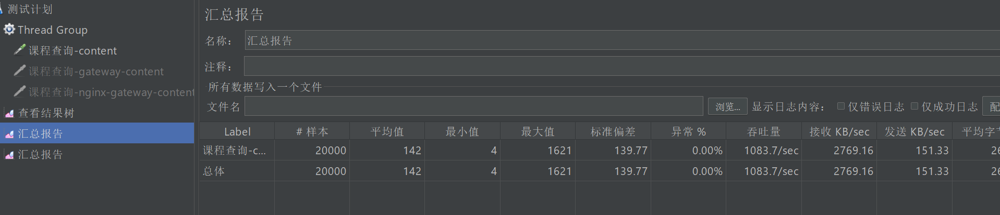 测试计划
Thread Group
课程查询-content
课程查询-gateway-content
课程查询-nginx-gateway-content
查看结果树
汇总报告
汇总报告
汇总报告
名称： 汇总报告
注释：
所有数据写入一个文件
文件名 浏览... 显示日志内容： 仅错误日志 仅成功日志 配
Label # 样本 平均值 最小值 最大值 标准偏差 异常 % 吞吐量 接收 KB/sec 发送 KB/sec 平均字节
课程查询-c... 20000 142 4 1621 139.77 0.00% 1083.7/sec 2769.16 151.33 26
总体 20000 142 4 1621 139.77 0.00% 1083.7/sec 2769.16 151.33 26